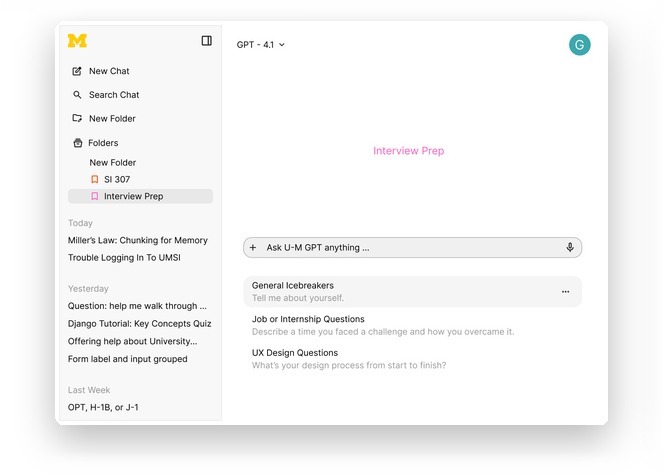 M
New Chat
Search Chat
New Folder
Folders
New Folder
SI 307
Interview Prep
Today
Miller's Law: Chunking for Memory
Trouble Logging In To UMSI
Yesterday
Question: help me walk through ...
Django Tutorial: Key Concepts Quiz
Offering help about University...
Form label and input grouped
Last Week
OPT, H-1B, or J-1
GPT - 4.1
G
Interview Prep
Ask U-M GPT anything ...
General Icebreakers
Tell me about yourself.
Job or Internship Questions
Describe a time you faced a challenge and how you overcame it.
UX Design Questions
What's your design process from start to finish?